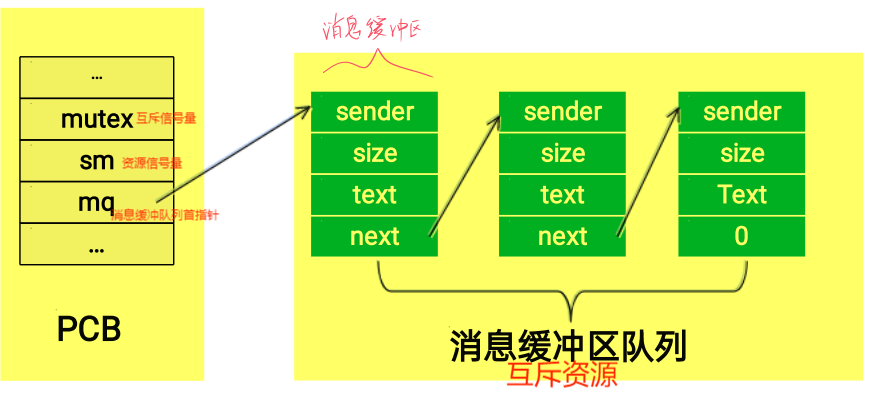 消息缓冲区
...
mutex 互斥信号量
sm 资源信号量
mq 消息缓冲队列首指针
...
PCB
sender
size
text
next
sender
size
text
next
sender
size
Text
0
消息缓冲区队列
互斥资源